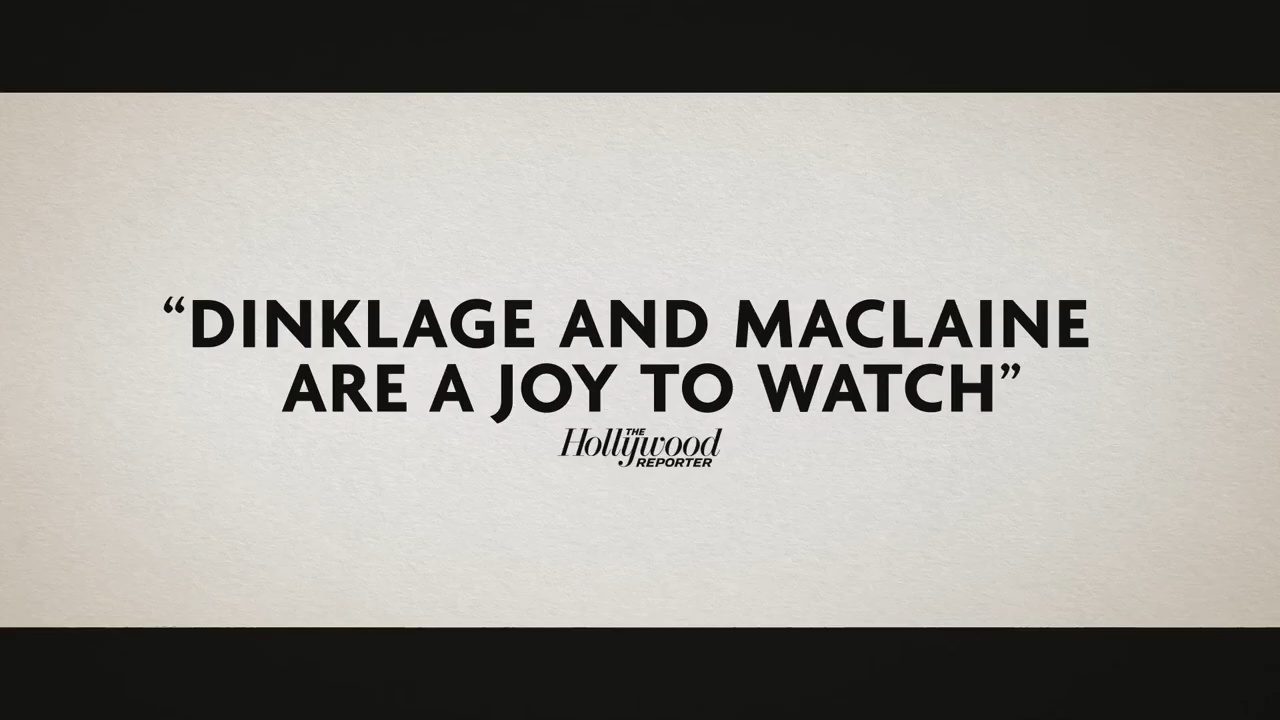 “DINKLAGE AND MACLAINE
ARE A JOY TO WATCH”
THE
Hollywood
REPORTER